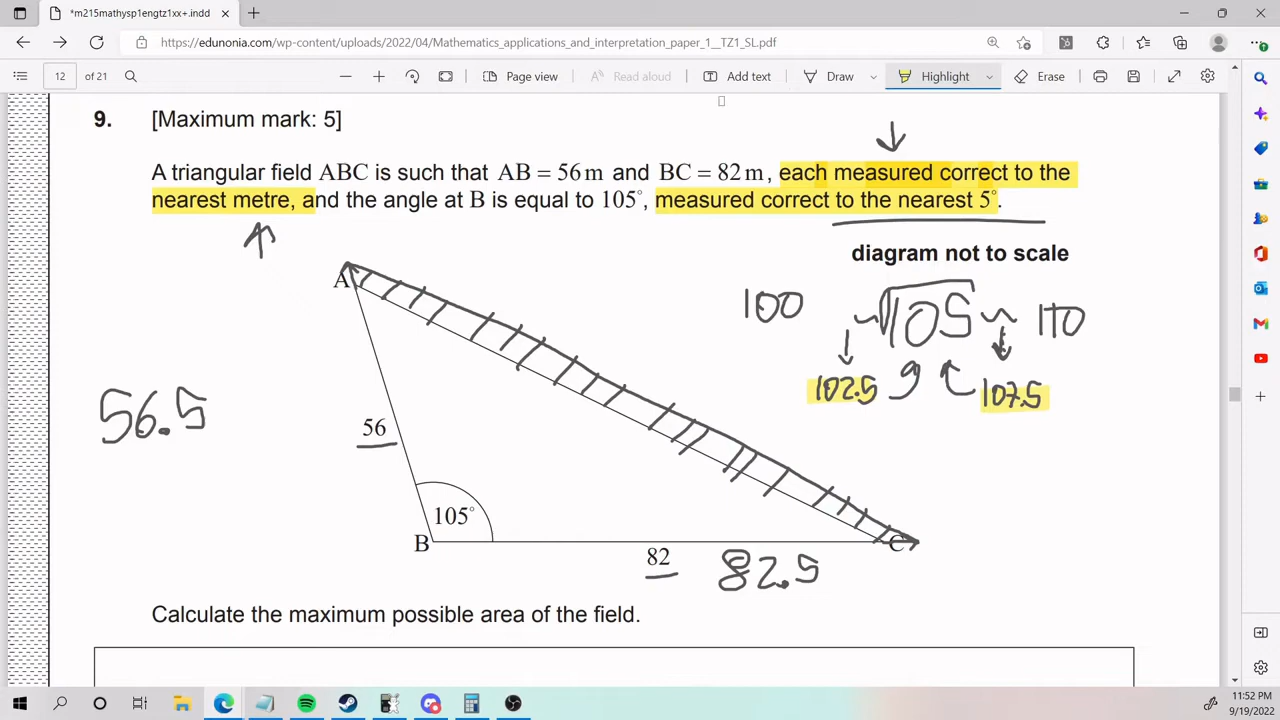 *m215mathysp1engtz1xx+.indd
https://edunonia.com/wp-content/uploads/2022/04/Mathematics_applications_and_interpretation_paper_1__TZ1_SL.pdf
12 of 21
Page view
Read aloud
Add text
Draw
Highlight
Erase
9. [Maximum mark: 5]
A triangular field ABC is such that AB = 56 m and BC = 82 m, each measured correct to the
nearest metre, and the angle at B is equal to 105°, measured correct to the nearest 5°.
diagram not to scale
100 105 110
102.5 107.5
A
56.5
56
105°
B
82
82.5
C
Calculate the maximum possible area of the field.
11:52 PM
9/19/2022